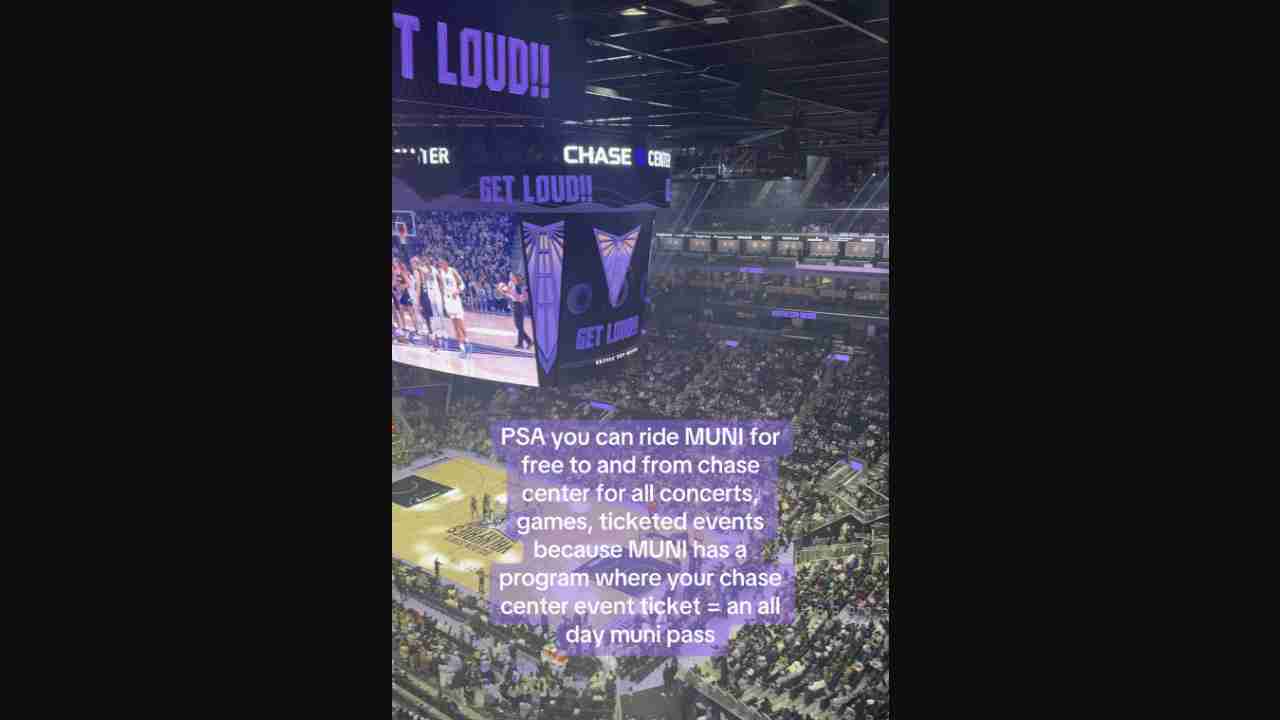 T LOUD!!
TER
CHASE CENTER
GET LOUD!!
GET LOUD!!
PSA you can ride MUNI for
free to and from chase
center for all concerts,
games, ticketed events
because MUNI has a
program where your chase
center event ticket = an all
day muni pass